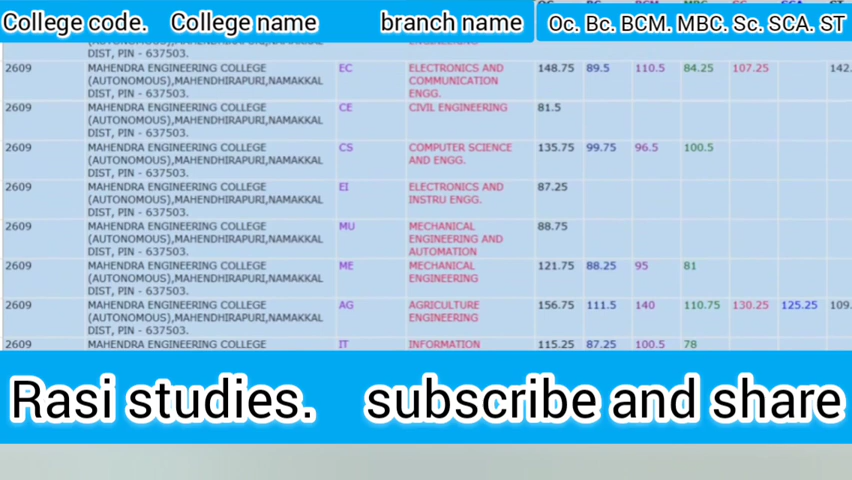 College code. College name branch name Oc. Bc. BCM. MBC. Sc. SCA. ST
DIST, PIN - 637503.
2609 MAHENDRA ENGINEERING COLLEGE EC ELECTRONICS AND 148.75 89.5 110.5 84.25 107.25 142.
(AUTONOMOUS),MAHENDHIRAPURI,NAMAKKAL COMMUNICATION
DIST, PIN - 637503. ENGG.
2609 MAHENDRA ENGINEERING COLLEGE CE CIVIL ENGINEERING 81.5
(AUTONOMOUS),MAHENDHIRAPURI,NAMAKKAL
DIST, PIN - 637503.
2609 MAHENDRA ENGINEERING COLLEGE CS COMPUTER SCIENCE 135.75 99.75 96.5 100.5
(AUTONOMOUS),MAHENDHIRAPURI,NAMAKKAL AND ENGG.
DIST, PIN - 637503.
2609 MAHENDRA ENGINEERING COLLEGE EI ELECTRONICS AND 87.25
(AUTONOMOUS),MAHENDHIRAPURI,NAMAKKAL INSTRU ENGG.
DIST, PIN - 637503.
2609 MAHENDRA ENGINEERING COLLEGE MU MECHANICAL 88.75
(AUTONOMOUS),MAHENDHIRAPURI,NAMAKKAL ENGINEERING AND
DIST, PIN - 637503. AUTOMATION
2609 MAHENDRA ENGINEERING COLLEGE ME MECHANICAL 121.75 88.25 95 81
(AUTONOMOUS),MAHENDHIRAPURI,NAMAKKAL ENGINEERING
DIST, PIN - 637503.
2609 MAHENDRA ENGINEERING COLLEGE AG AGRICULTURE 156.75 111.5 140 110.75 130.25 125.25 109.
(AUTONOMOUS),MAHENDHIRAPURI,NAMAKKAL ENGINEERING
DIST, PIN - 637503.
2609 MAHENDRA ENGINEERING COLLEGE IT INFORMATION 115.25 87.25 100.5 78
Rasi studies. subscribe and share